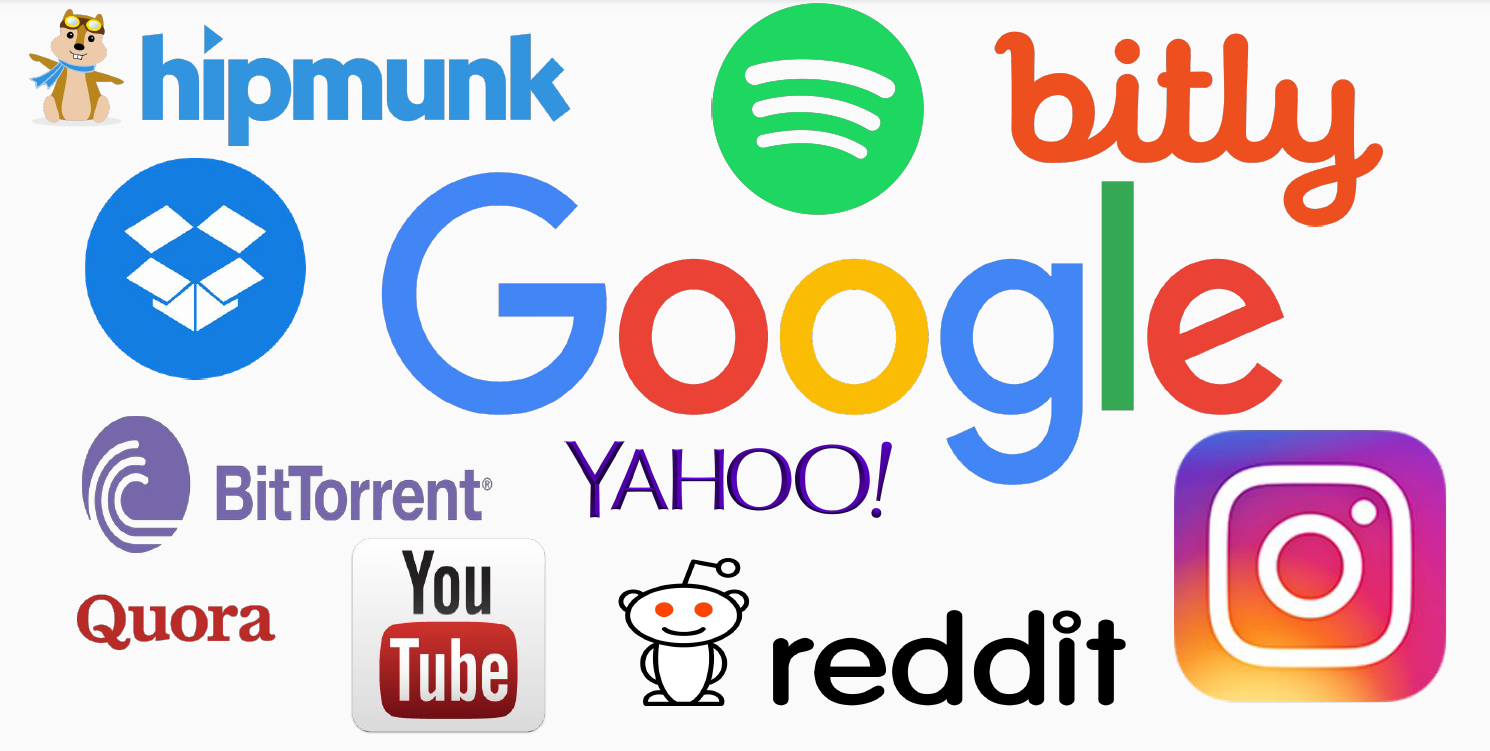 hipmunk
bitly
Google
BitTorrent®
YAHOO!
Quora
You
Tube
reddit